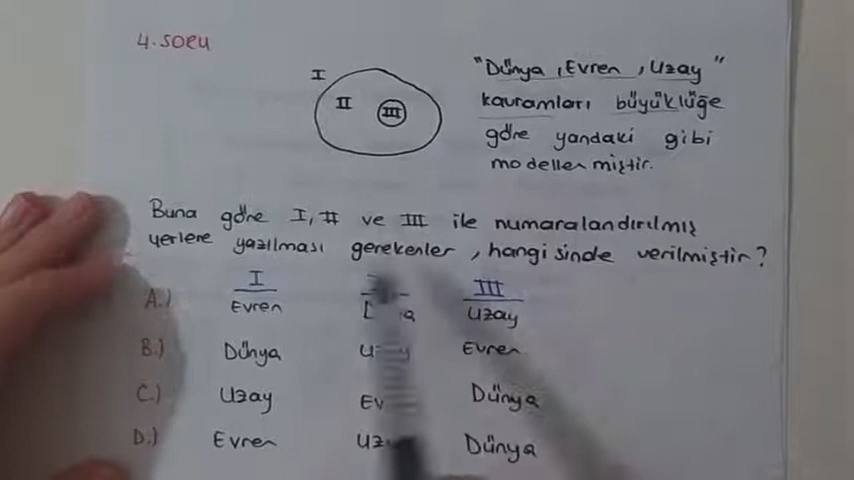 4.SORU
I
II
III
"Dünya, Evren, Uzay"
kavramları büyüklüğe
göre yandaki gibi
modellenmiştir.
Buna göre I, II ve III ile numaralandırılmış
yerlere yazılması gerekenler, hangisinde verilmiştir?
I III
A.) Evren Uzay
B.) Dünya Evren
C.) Uzay Dünya
D.) Evren Dünya